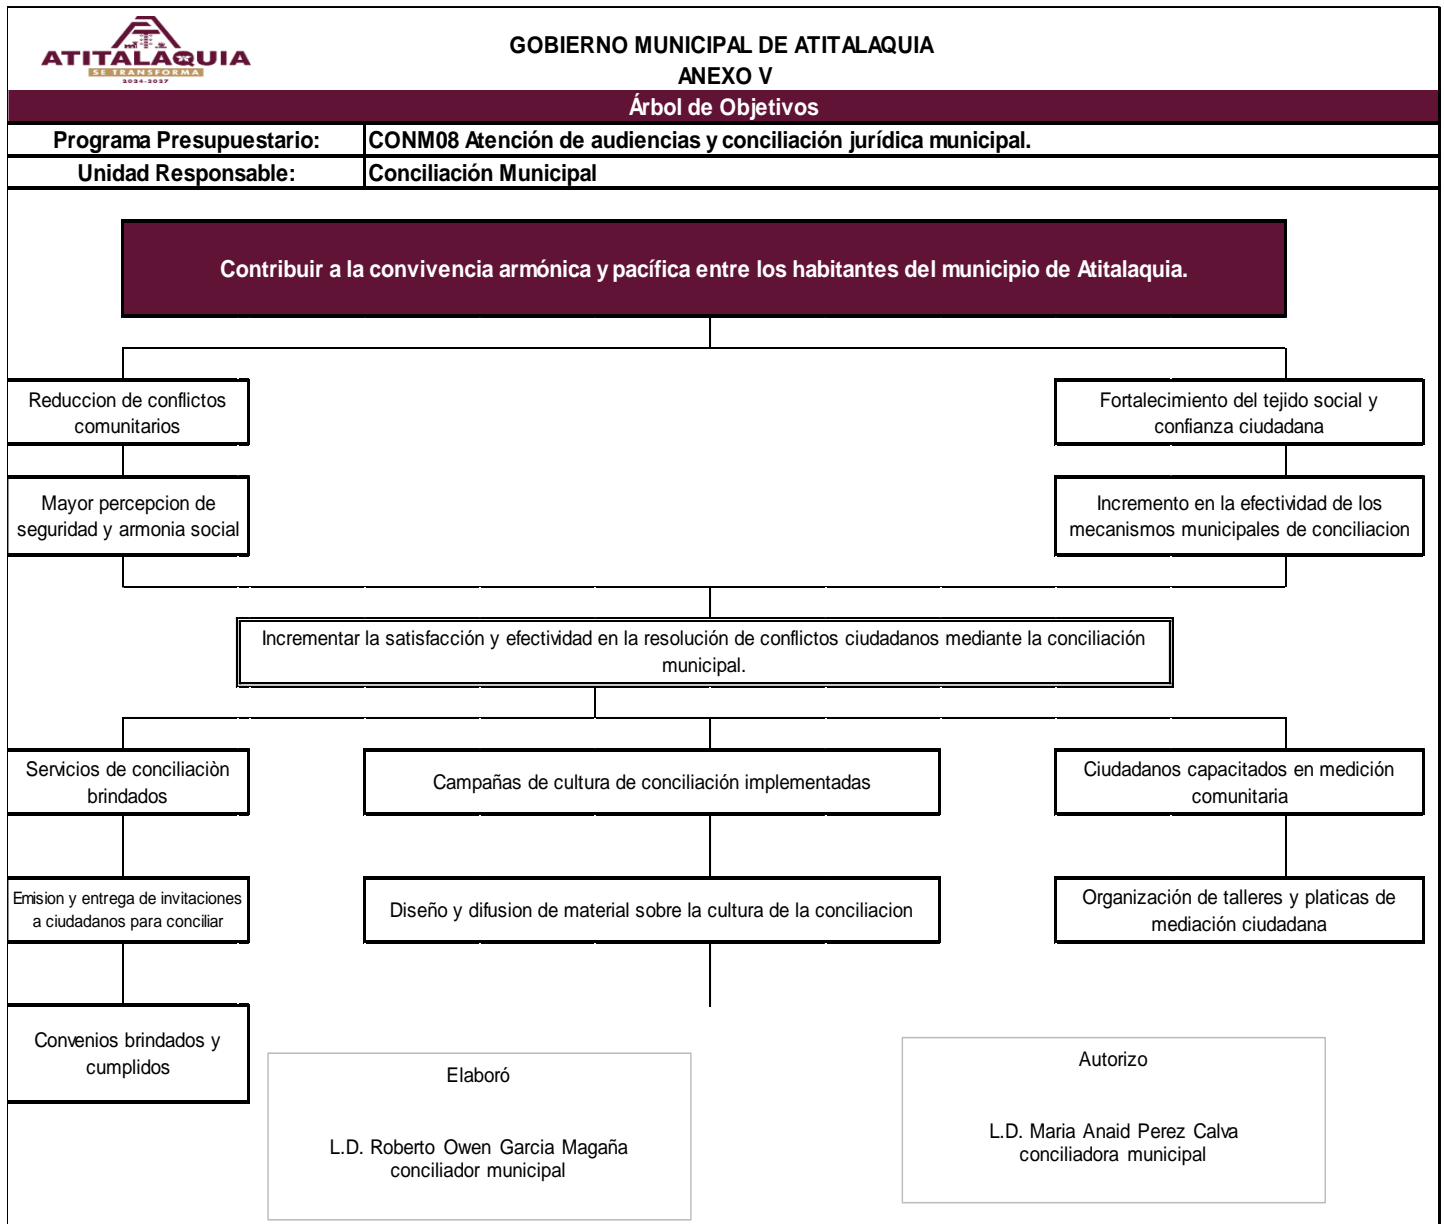 ATITALAQUIA
SE TRANSFORMA
2024-2027
GOBIERNO MUNICIPAL DE ATITALAQUIA
ANEXO V
Árbol de Objetivos
Programa Presupuestario: CONM08 Atención de audiencias y conciliación jurídica municipal.
Unidad Responsable: Conciliación Municipal
Contribuir a la convivencia armónica y pacífica entre los habitantes del municipio de Atitalaquia.
Reduccion de conflictos
comunitarios
Fortalecimiento del tejido social y
confianza ciudadana
Mayor percepcion de
seguridad y armonia social
Incremento en la efectividad de los
mecanismos municipales de conciliacion
Incrementar la satisfacción y efectividad en la resolución de conflictos ciudadanos mediante la conciliación
municipal.
Servicios de conciliaciòn
brindados
Campañas de cultura de conciliación implementadas
Ciudadanos capacitados en medición
comunitaria
Emision y entrega de invitaciones
a ciudadanos para conciliar
Diseño y difusion de material sobre la cultura de la conciliacion
Organización de talleres y platicas de
mediación ciudadana
Convenios brindados y
cumplidos
Elaboró
L.D. Roberto Owen Garcia Magaña
conciliador municipal
Autorizo
L.D. Maria Anaid Perez Calva
conciliadora municipal